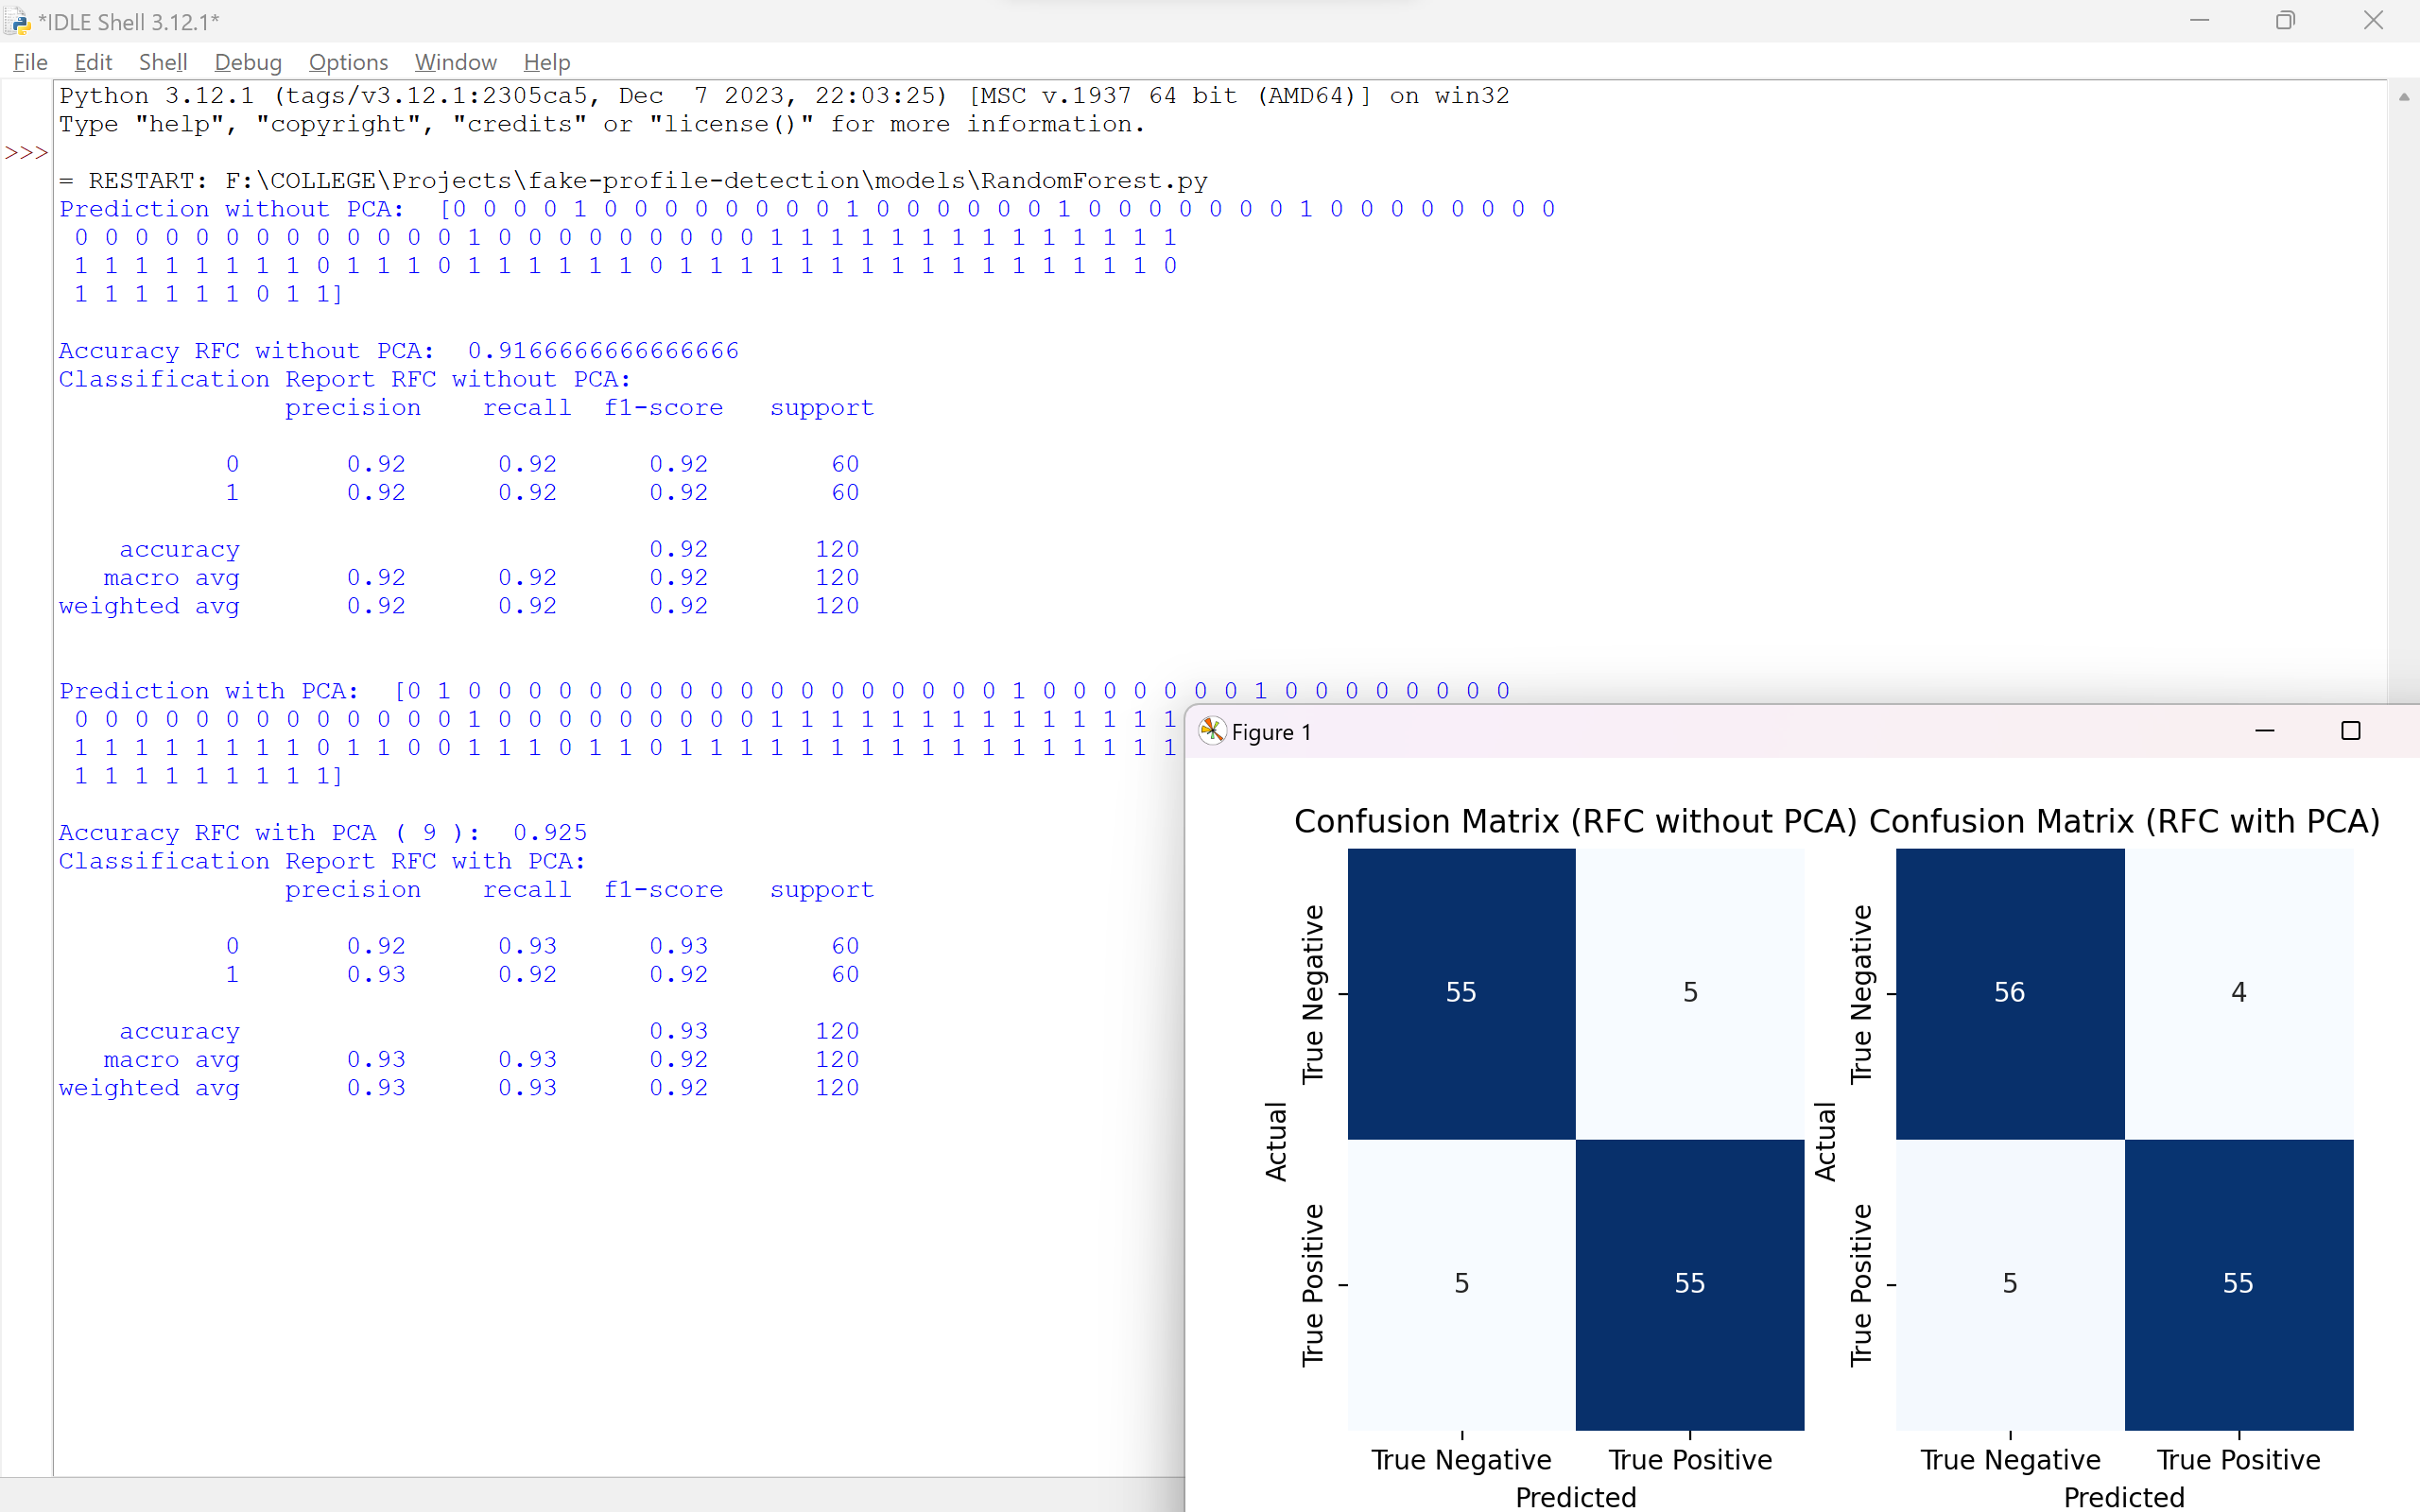 *IDLE Shell 3.12.1*
File Edit Shell Debug Options Window Help
Python 3.12.1 (tags/v3.12.1:2305ca5, Dec  7 2023, 22:03:25) [MSC v.1937 64 bit (AMD64)] on win32
Type "help", "copyright", "credits" or "license()" for more information.
>>>
= RESTART: F:\COLLEGE\Projects\fake-profile-detection\models\RandomForest.py
Prediction without PCA:  [0 0 0 0 1 0 0 0 0 0 0 0 0 1 0 0 0 0 0 0 1 0 0 0 0 0 0 0 1 0 0 0 0 0 0 0 0
0 0 0 0 0 0 0 0 0 0 0 0 0 1 0 0 0 0 0 0 0 0 0 1 1 1 1 1 1 1 1 1 1 1 1 1 1
1 1 1 1 1 1 1 1 0 1 1 1 0 1 1 1 1 1 1 0 1 1 1 1 1 1 1 1 1 1 1 1 1 1 1 1 0
1 1 1 1 1 1 0 1 1]
Accuracy RFC without PCA:  0.9166666666666666
Classification Report RFC without PCA:
precision recall f1-score support
0 0.92 0.92 0.92 60
1 0.92 0.92 0.92 60
accuracy 0.92 120
macro avg 0.92 0.92 0.92 120
weighted avg 0.92 0.92 0.92 120
Prediction with PCA:  [0 1 0 0 0 0 0 0 0 0 0 0 0 0 0 0 0 0 0 0 1 0 0 0 0 0 0 0 1 0 0 0 0 0 0 0 0
0 0 0 0 0 0 0 0 0 0 0 0 0 1 0 0 0 0 0 0 0 0 0 1 1 1 1 1 1 1 1 1 1 1 1 1 1
1 1 1 1 1 1 1 1 0 1 1 0 0 1 1 1 0 1 1 0 1 1 1 1 1 1 1 1 1 1 1 1 1 1 1 1 1
1 1 1 1 1 1 1 1 1]
Accuracy RFC with PCA ( 9 ):  0.925
Classification Report RFC with PCA:
precision recall f1-score support
0 0.92 0.93 0.93 60
1 0.93 0.92 0.92 60
accuracy 0.93 120
macro avg 0.93 0.93 0.92 120
weighted avg 0.93 0.93 0.92 120
Figure 1
Confusion Matrix (RFC without PCA)
Actual
True Negative
True Positive
55 5
5 55
True Negative True Positive
Predicted
Confusion Matrix (RFC with PCA)
Actual
True Negative
True Positive
56 4
5 55
True Negative True Positive
Predicted